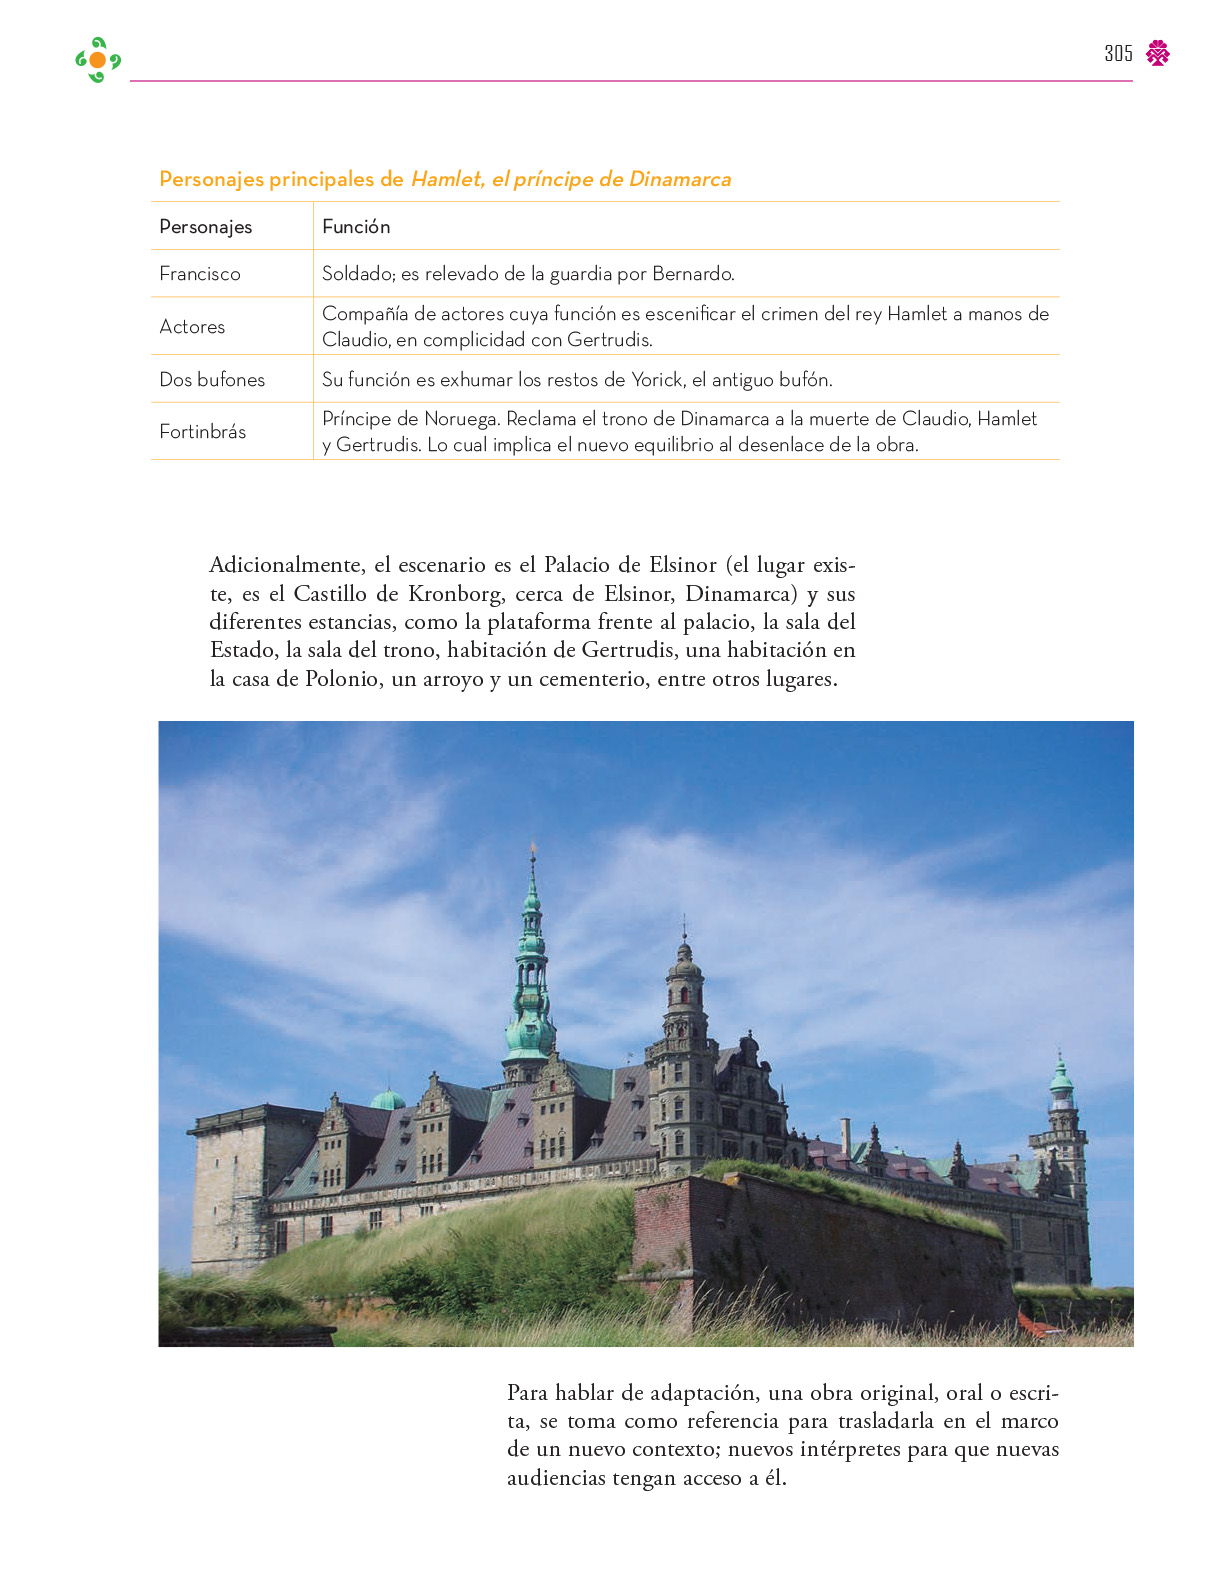 305
Personajes principales de Hamlet, el príncipe de Dinamarca
Personajes Función
Francisco Soldado; es relevado de la guardia por Bernardo.
Actores Compañía de actores cuya función es escenificar el crimen del rey Hamlet a manos de
Claudio, en complicidad con Gertrudis.
Dos bufones Su función es exhumar los restos de Yorick, el antiguo bufón.
Fortinbrás Príncipe de Noruega. Reclama el trono de Dinamarca a la muerte de Claudio, Hamlet
y Gertrudis. Lo cual implica el nuevo equilibrio al desenlace de la obra.
Adicionalmente, el escenario es el Palacio de Elsinor (el lugar exis-
te, es el Castillo de Kronborg, cerca de Elsinor, Dinamarca) y sus
diferentes estancias, como la plataforma frente al palacio, la sala del
Estado, la sala del trono, habitación de Gertrudis, una habitación en
la casa de Polonio, un arroyo y un cementerio, entre otros lugares.
Para hablar de adaptación, una obra original, oral o escri-
ta, se toma como referencia para trasladarla en el marco
de un nuevo contexto; nuevos intérpretes para que nuevas
audiencias tengan acceso a él.